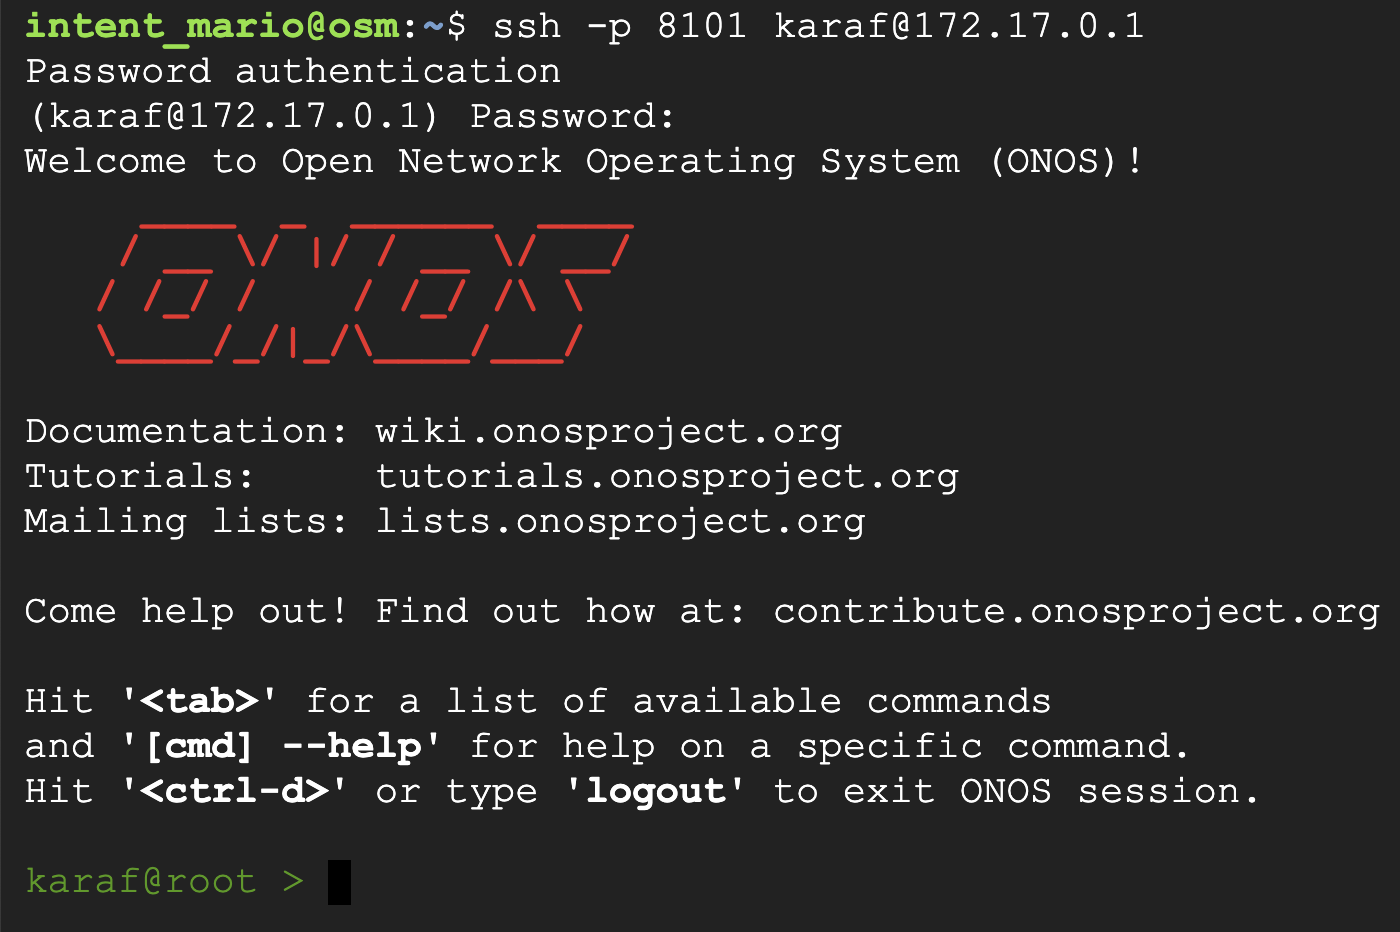 intent_mario@osm:~$ ssh -p 8101 karaf@172.17.0.1
Password authentication
(karaf@172.17.0.1) Password:
Welcome to Open Network Operating System (ONOS)!
ONOS
Documentation: wiki.onosproject.org
Tutorials:     tutorials.onosproject.org
Mailing lists: lists.onosproject.org
Come help out! Find out how at: contribute.onosproject.org
Hit '<tab>' for a list of available commands
and '[cmd] --help' for help on a specific command.
Hit '<ctrl-d>' or type 'logout' to exit ONOS session.
karaf@root >